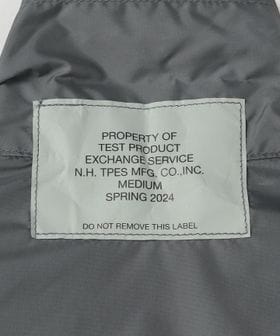 PROPERTY OF
TEST PRODUCT
EXCHANGE SERVICE
N.H. TPES MFG. CO., INC.
MEDIUM
SPRING 2024
DO NOT REMOVE THIS LABEL